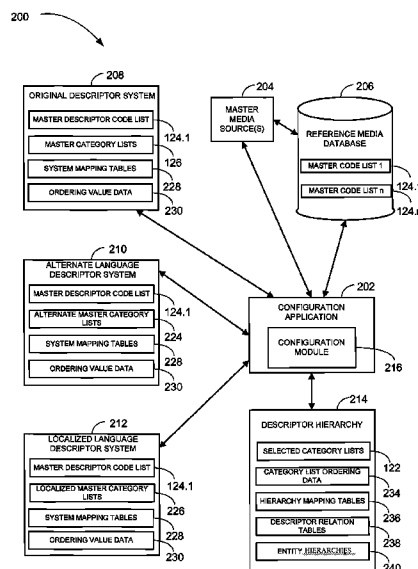 200
208
ORIGINAL DESCRIPTOR SYSTEM
MASTER DESCRIPTOR CODE LIST
124.1
MASTER CATEGORY LISTS
126
SYSTEM MAPPING TABLES
228
ORDERING VALUE DATA
230
204
MASTER MEDIA
SOURCE(S)
206
REFERENCE MEDIA
DATABASE
MASTER CODE LIST 1
124.1
MASTER CODE LIST n
124.n
210
ALTERNATE LANGUAGE
DESCRIPTOR SYSTEM
MASTER DESCRIPTOR CODE LIST
124.1
ALTERNATE MASTER CATEGORY
LISTS
224
SYSTEM MAPPING TABLES
228
ORDERING VALUE DATA
230
202
CONFIGURATION
APPLICATION
CONFIGURATION
MODULE
216
212
LOCALIZED LANGUAGE
DESCRIPTOR SYSTEM
MASTER DESCRIPTOR CODE LIST
124.1
LOCALIZED MASTER CATEGORY
LISTS
226
SYSTEM MAPPING TABLES
228
ORDERING VALUE DATA
230
214
DESCRIPTOR HIERARCHY
SELECTED CATEGORY LISTS
122
CATEGORY LIST ORDERING
DATA
234
HIERARCHY MAPPING TABLES
236
DESCRIPTOR RELATION
TABLES
238
ENTITY HIERARCHIES
240